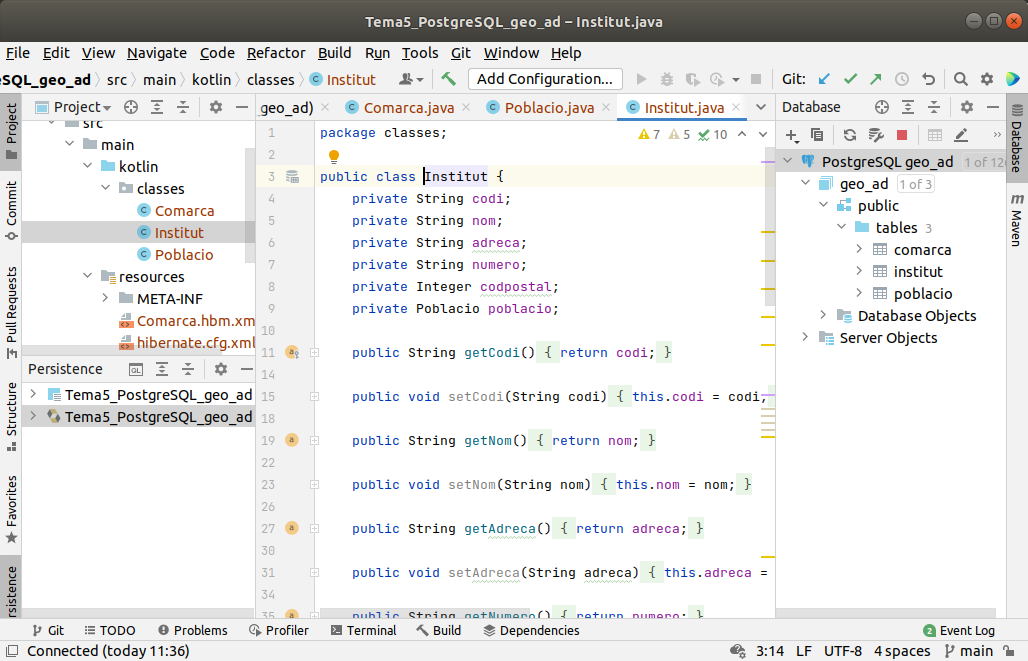 Tema5_PostgreSQL_geo_ad – Institut.java
File Edit View Navigate Code Refactor Build Run Tools Git Window Help
eSQL_geo_ad src main kotlin classes Institut Add Configuration... Git:
Project
geo_ad) Comarca.java Poblacio.java Institut.java
Database
Project
Commit
Pull Requests
Structure
Favorites
rsistence
src
main
kotlin
classes
Comarca
Institut
Poblacio
resources
META-INF
Comarca.hbm.xm
hibernate.cfg.xml
Persistence
QL
Tema5_PostgreSQL_geo_ad
Tema5_PostgreSQL_geo_ad
7 5 10
1 package classes;
2
3 public class Institut {
4 private String codi;
5 private String nom;
6 private String adreca;
7 private String numero;
8 private Integer codpostal;
9 private Poblacio poblacio;
10
11 public String getCodi() { return codi; }
14
15 public void setCodi(String codi) { this.codi = codi;
18
19 public String getNom() { return nom; }
22
23 public void setNom(String nom) { this.nom = nom; }
26
27 public String getAdreca() { return adreca; }
30
31 public void setAdreca(String adreca) { this.adreca =
34
35 public String getNumero() { return numero; }
PostgreSQL geo_ad 1 of 12
geo_ad 1 of 3
public
tables 3
comarca
institut
poblacio
Database Objects
Server Objects
Database
m Maven
Git TODO Problems Profiler Terminal Build Dependencies 2 Event Log
Connected (today 11:36) 3:14 LF UTF-8 4 spaces main